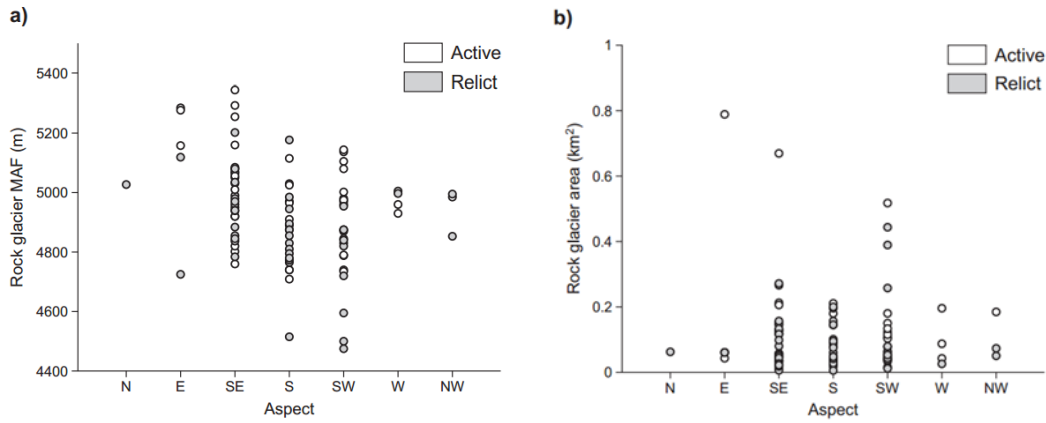 a)
Active
Relict
Rock glacier MAF (m)
5400
5200
5000
4800
4600
4400
N E SE S SW W NW
Aspect
b)
Active
Relict
Rock glacier area (km²)
1
0.8
0.6
0.4
0.2
0
N E SE S SW W NW
Aspect